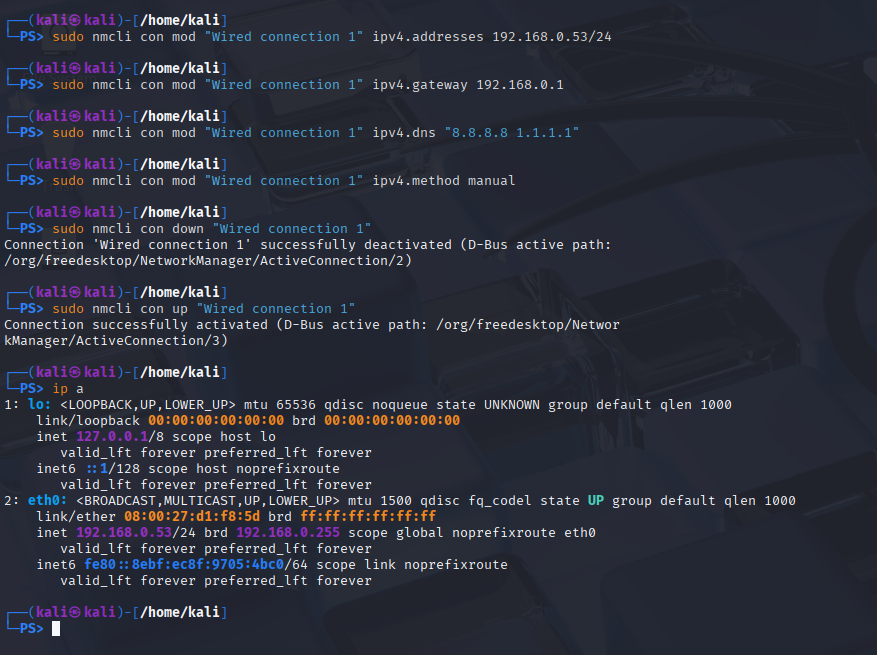 ┌──(kali㉿kali)-[/home/kali]
└─PS> sudo nmcli con mod "Wired connection 1" ipv4.addresses 192.168.0.53/24
┌──(kali㉿kali)-[/home/kali]
└─PS> sudo nmcli con mod "Wired connection 1" ipv4.gateway 192.168.0.1
┌──(kali㉿kali)-[/home/kali]
└─PS> sudo nmcli con mod "Wired connection 1" ipv4.dns "8.8.8.8 1.1.1.1"
┌──(kali㉿kali)-[/home/kali]
└─PS> sudo nmcli con mod "Wired connection 1" ipv4.method manual
┌──(kali㉿kali)-[/home/kali]
└─PS> sudo nmcli con down "Wired connection 1"
Connection 'Wired connection 1' successfully deactivated (D-Bus active path:
/org/freedesktop/NetworkManager/ActiveConnection/2)
┌──(kali㉿kali)-[/home/kali]
└─PS> sudo nmcli con up "Wired connection 1"
Connection successfully activated (D-Bus active path: /org/freedesktop/Networ
kManager/ActiveConnection/3)
┌──(kali㉿kali)-[/home/kali]
└─PS> ip a
1: lo: <LOOPBACK,UP,LOWER_UP> mtu 65536 qdisc noqueue state UNKNOWN group default qlen 1000
    link/loopback 00:00:00:00:00:00 brd 00:00:00:00:00:00
    inet 127.0.0.1/8 scope host lo
       valid_lft forever preferred_lft forever
    inet6 ::1/128 scope host noprefixroute
       valid_lft forever preferred_lft forever
2: eth0: <BROADCAST,MULTICAST,UP,LOWER_UP> mtu 1500 qdisc fq_codel state UP group default qlen 1000
    link/ether 08:00:27:d1:f8:5d brd ff:ff:ff:ff:ff:ff
    inet 192.168.0.53/24 brd 192.168.0.255 scope global noprefixroute eth0
       valid_lft forever preferred_lft forever
    inet6 fe80::8ebf:ec8f:9705:4bc0/64 scope link noprefixroute
       valid_lft forever preferred_lft forever
┌──(kali㉿kali)-[/home/kali]
└─PS>